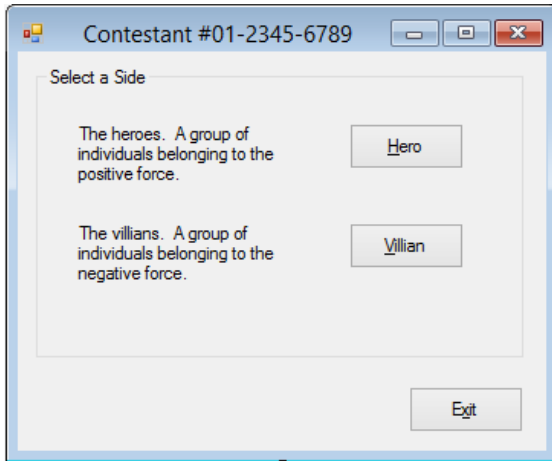 Contestant #01-2345-6789
Select a Side
The heroes. A group of
individuals belonging to the
positive force.
Hero
The villians. A group of
individuals belonging to the
negative force.
Villian
Exit